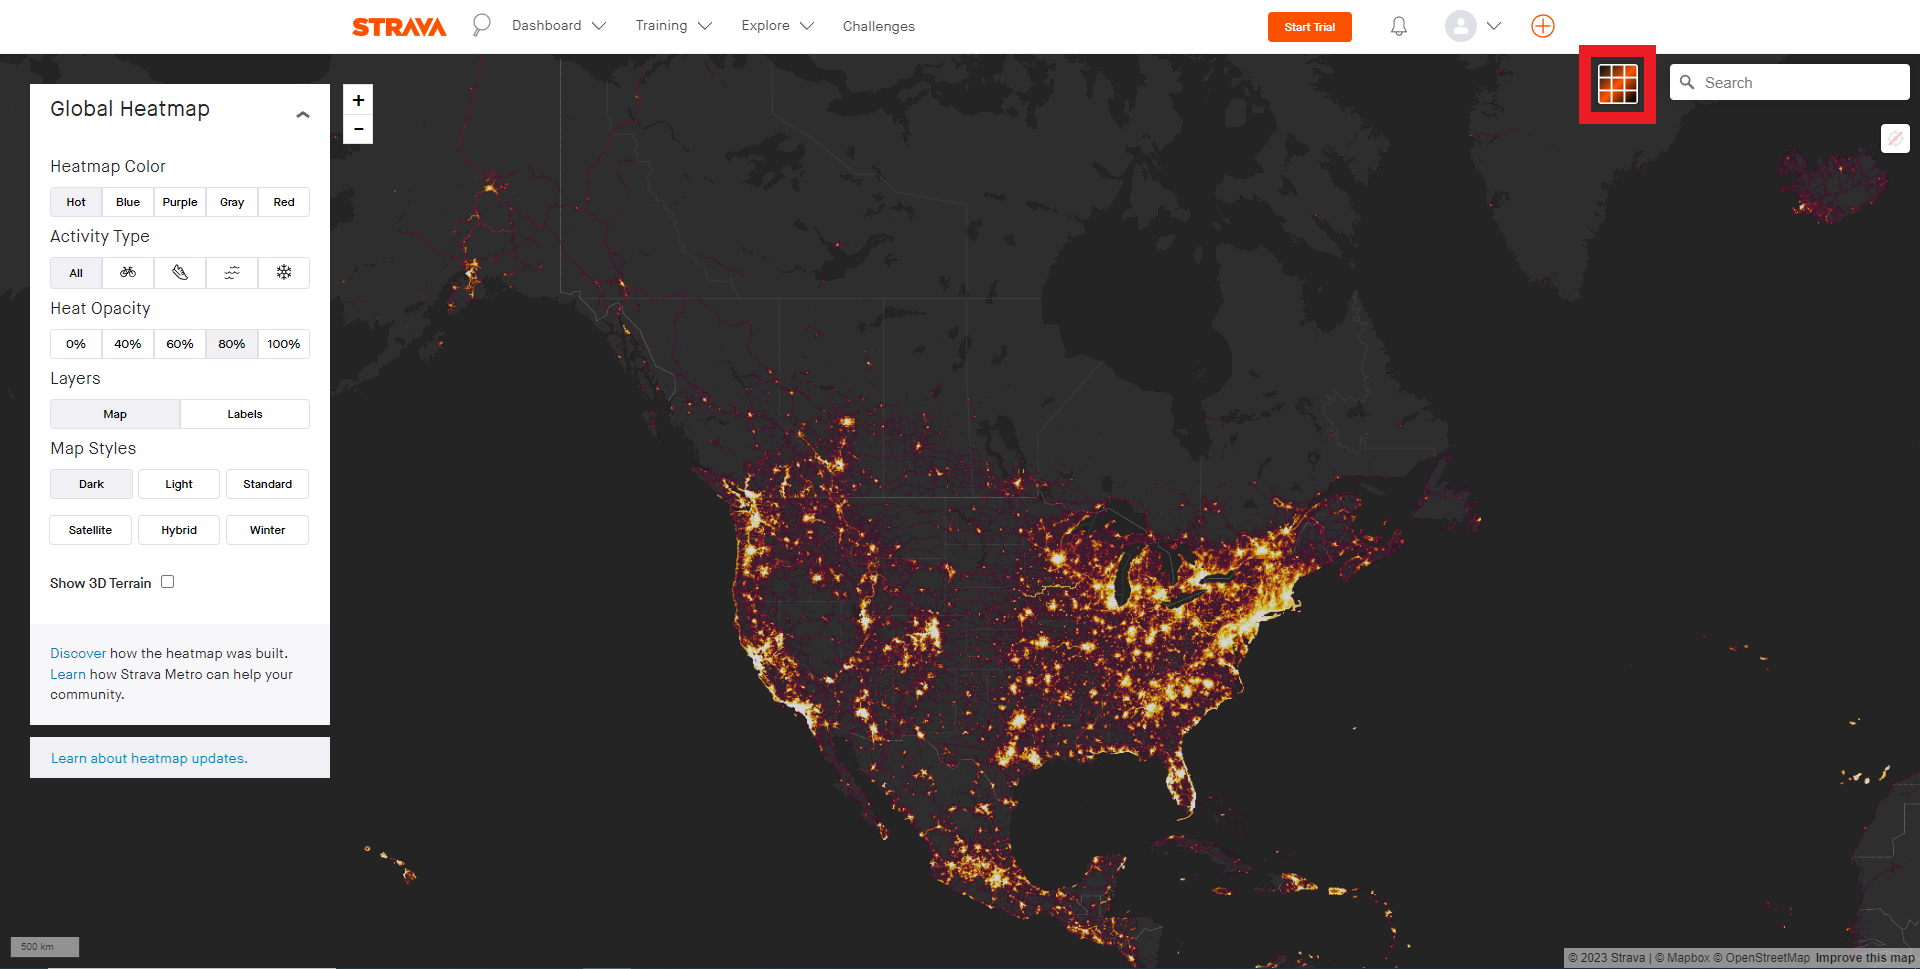 STRAVA Dashboard Training Explore Challenges Start Trial
Search
Global Heatmap
+
−
Heatmap Color
Hot Blue Purple Gray Red
Activity Type
All
Heat Opacity
0% 40% 60% 80% 100%
Layers
Map Labels
Map Styles
Dark Light Standard
Satellite Hybrid Winter
Show 3D Terrain
Discover how the heatmap was built.
Learn how Strava Metro can help your
community.
Learn about heatmap updates.
500 km
© 2023 Strava | © Mapbox © OpenStreetMap Improve this map